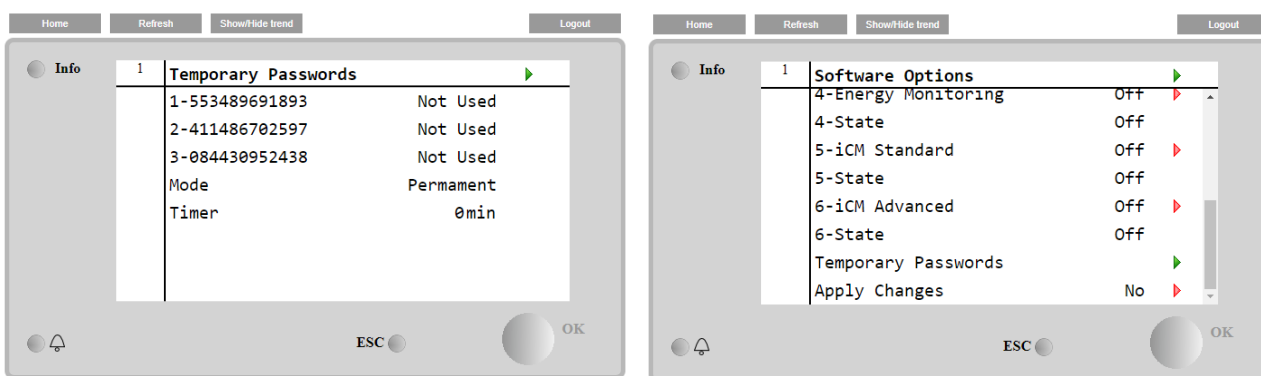 Home Refresh Show/Hide trend Logout
Info
1 Temporary Passwords
1-553489691893 Not Used
2-411486702597 Not Used
3-084430952438 Not Used
Mode Permament
Timer 0min
ESC OK
Home Refresh Show/Hide trend Logout
Info
1 Software Options
4-Energy Monitoring Off
4-State Off
5-iCM Standard Off
5-State Off
6-iCM Advanced Off
6-State Off
Temporary Passwords
Apply Changes No
ESC OK